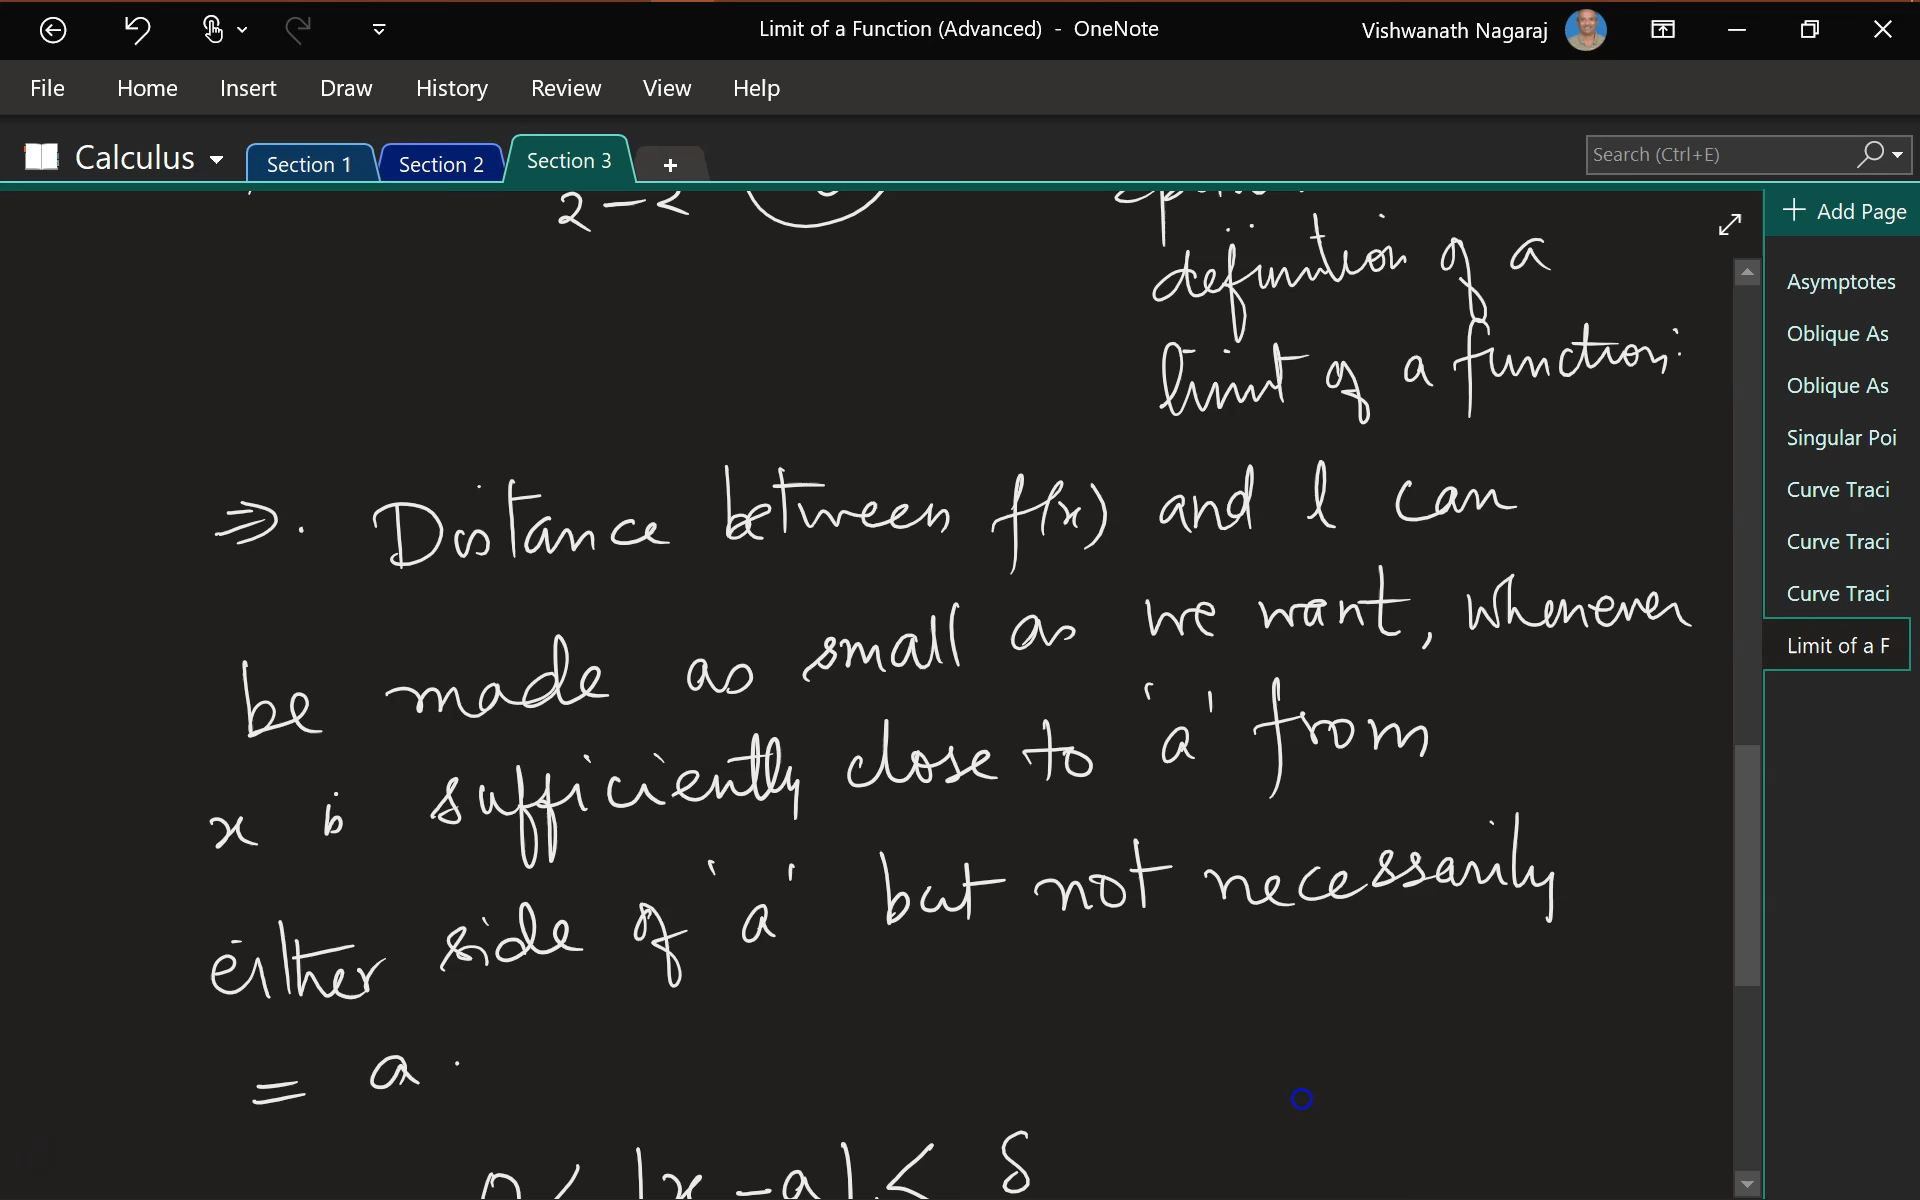 Limit of a Function (Advanced) - OneNote
Vishwanath Nagaraj
File Home Insert Draw History Review View Help
Calculus Section 1 Section 2 Section 3 +
Search (Ctrl+E)
2 - 2
definition of a
limit of a function:
⇒. Distance between f(x) and l can
be made as small as we want, whenever
x is sufficiently close to 'a' from
either side of 'a' but not necessarily
= a.
0 < |x - a| < δ
+ Add Page
Asymptotes
Oblique As
Oblique As
Singular Poi
Curve Traci
Curve Traci
Curve Traci
Limit of a F